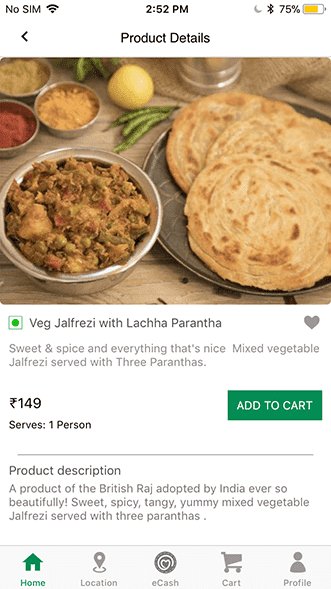 No SIM 2:52 PM 75%
Product Details
Veg Jalfrezi with Lachha Parantha
Sweet & spice and everything that's nice  Mixed vegetable
Jalfrezi served with Three Paranthas.
₹149
ADD TO CART
Serves: 1 Person
Product description
A product of the British Raj adopted by India ever so
beautifully! Sweet, spicy, tangy, yummy mixed vegetable
Jalfrezi served with three paranthas .
Home Location eCash Cart Profile